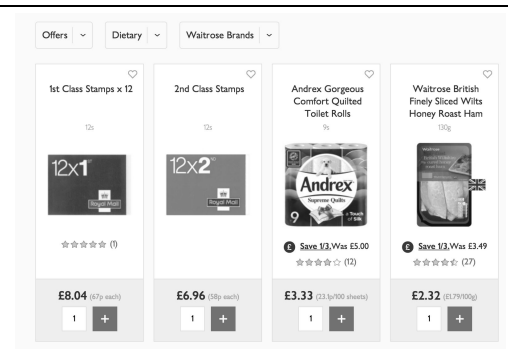 Offers
Dietary
Waitrose Brands
1st Class Stamps x 12
12s
12x1
Royal Mail
(1)
£8.04 (67p each)
1 +
2nd Class Stamps
12s
12x2
Royal Mail
£6.96 (58p each)
1 +
Andrex Gorgeous
Comfort Quilted
Toilet Rolls
9s
Andrex
Supreme Quilts
9
a Touch
of Silk
£ Save 1/3, Was £5.00
(12)
£3.33 (23.1p/100 sheets)
1 +
Waitrose British
Finely Sliced Wilts
Honey Roast Ham
130g
Waitrose
£ Save 1/3, Was £3.49
(27)
£2.32 (£1.79/100g)
1 +